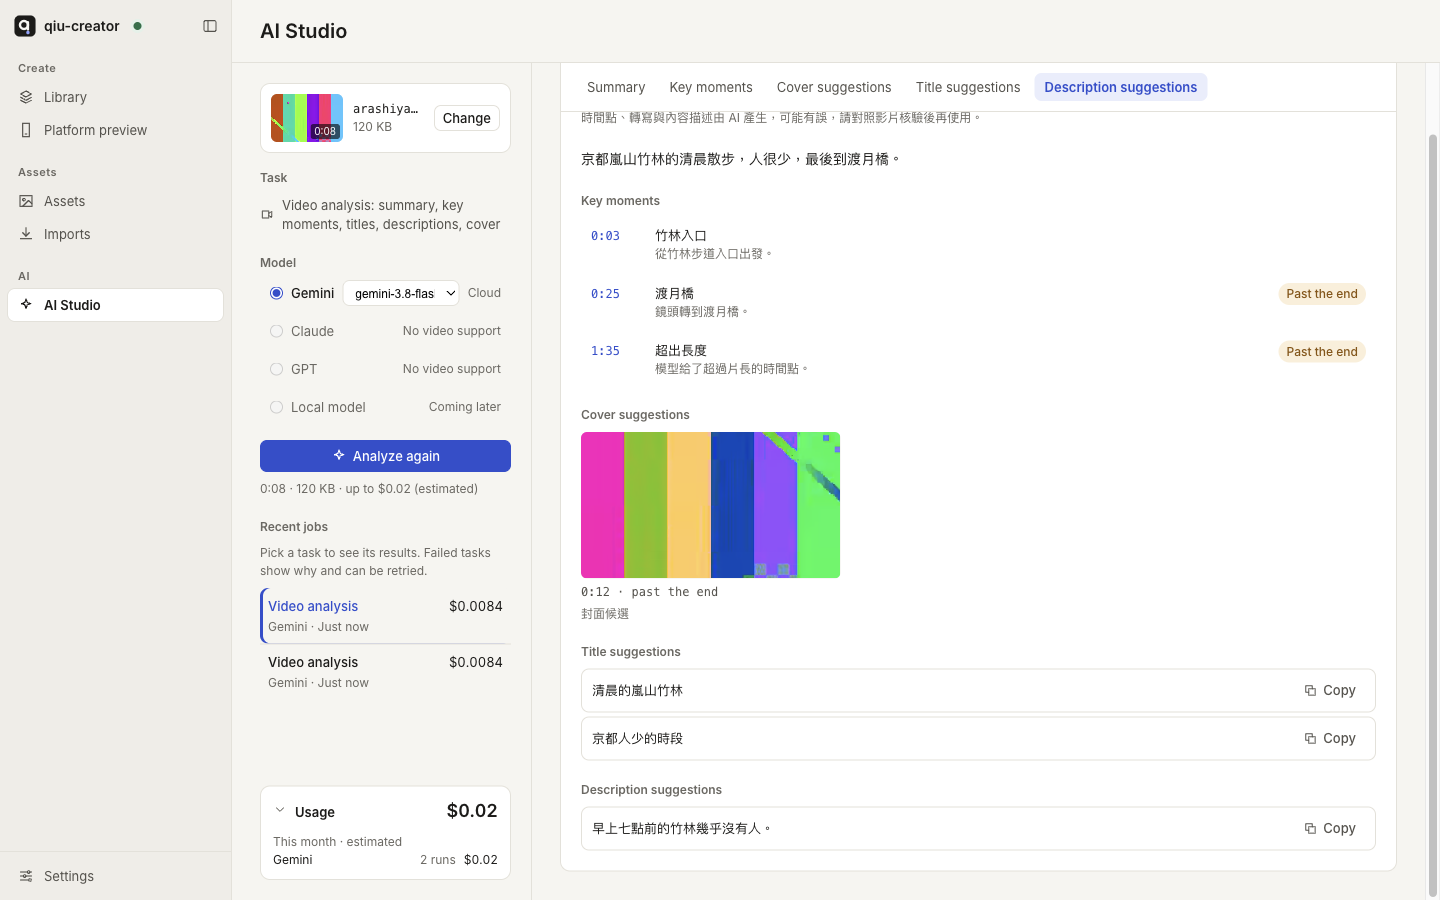 qiu-creator
Create
Library
Platform preview
Assets
Assets
Imports
AI
AI Studio
Settings
AI Studio
0:08
arashiya…
120 KB
Change
Task
Video analysis: summary, key
moments, titles, descriptions, cover
Model
Gemini
gemini-3.8-flas
Cloud
Claude
No video support
GPT
No video support
Local model
Coming later
Analyze again
0:08 · 120 KB · up to $0.02 (estimated)
Recent jobs
Pick a task to see its results. Failed tasks
show why and can be retried.
Video analysis
$0.0084
Gemini · Just now
Video analysis
$0.0084
Gemini · Just now
Usage
$0.02
This month · estimated
Gemini
2 runs
$0.02
Summary
Key moments
Cover suggestions
Title suggestions
Description suggestions
時間點、轉寫與內容描述由 AI 產生，可能有誤，請對照影片核驗後再使用。
京都嵐山竹林的清晨散步，人很少，最後到渡月橋。
Key moments
0:03
竹林入口
從竹林步道入口出發。
0:25
渡月橋
鏡頭轉到渡月橋。
Past the end
1:35
超出長度
模型給了超過片長的時間點。
Past the end
Cover suggestions
0:12 · past the end
封面候選
Title suggestions
清晨的嵐山竹林
Copy
京都人少的時段
Copy
Description suggestions
早上七點前的竹林幾乎沒有人。
Copy